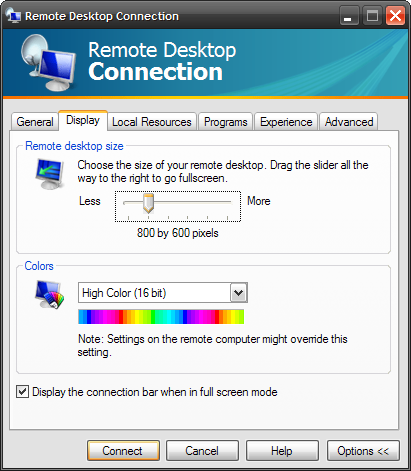 Remote Desktop Connection
Remote Desktop
Connection
General Display Local Resources Programs Experience Advanced
Remote desktop size
Choose the size of your remote desktop. Drag the slider all
the way to the right to go fullscreen.
Less More
800 by 600 pixels
Colors
High Color (16 bit)
Note: Settings on the remote computer might override this
setting.
Display the connection bar when in full screen mode
Connect Cancel Help Options <<